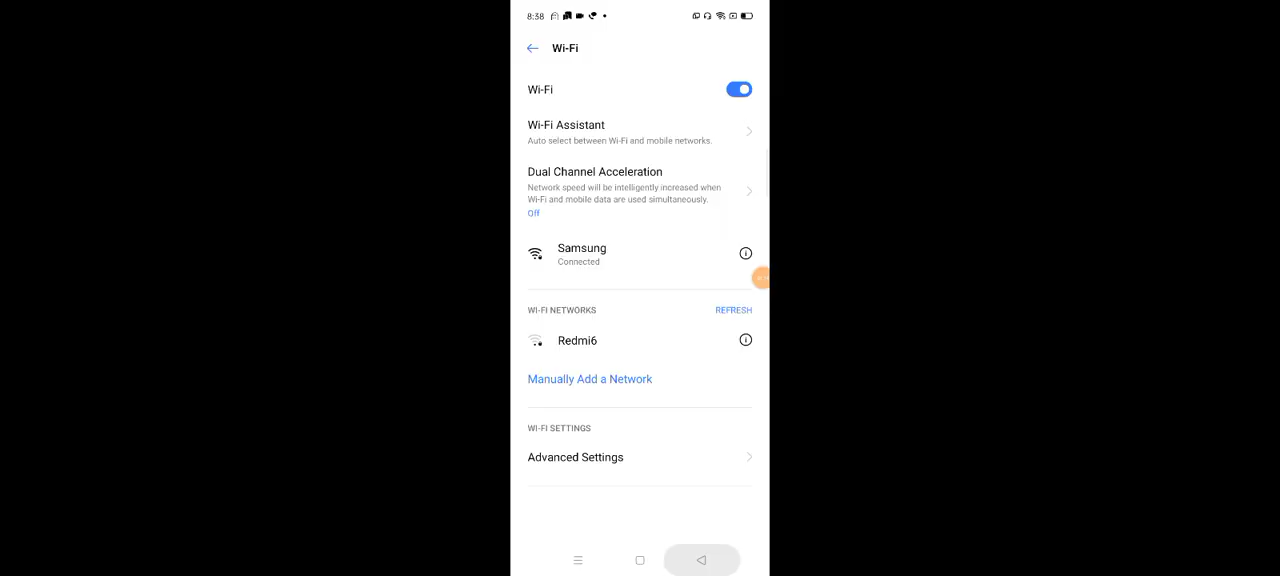 8:38
Wi-Fi
Wi-Fi
Wi-Fi Assistant
Auto select between Wi-Fi and mobile networks.
Dual Channel Acceleration
Network speed will be intelligently increased when
Wi-Fi and mobile data are used simultaneously.
Off
Samsung
Connected
WI-FI NETWORKS REFRESH
Redmi6
Manually Add a Network
WI-FI SETTINGS
Advanced Settings